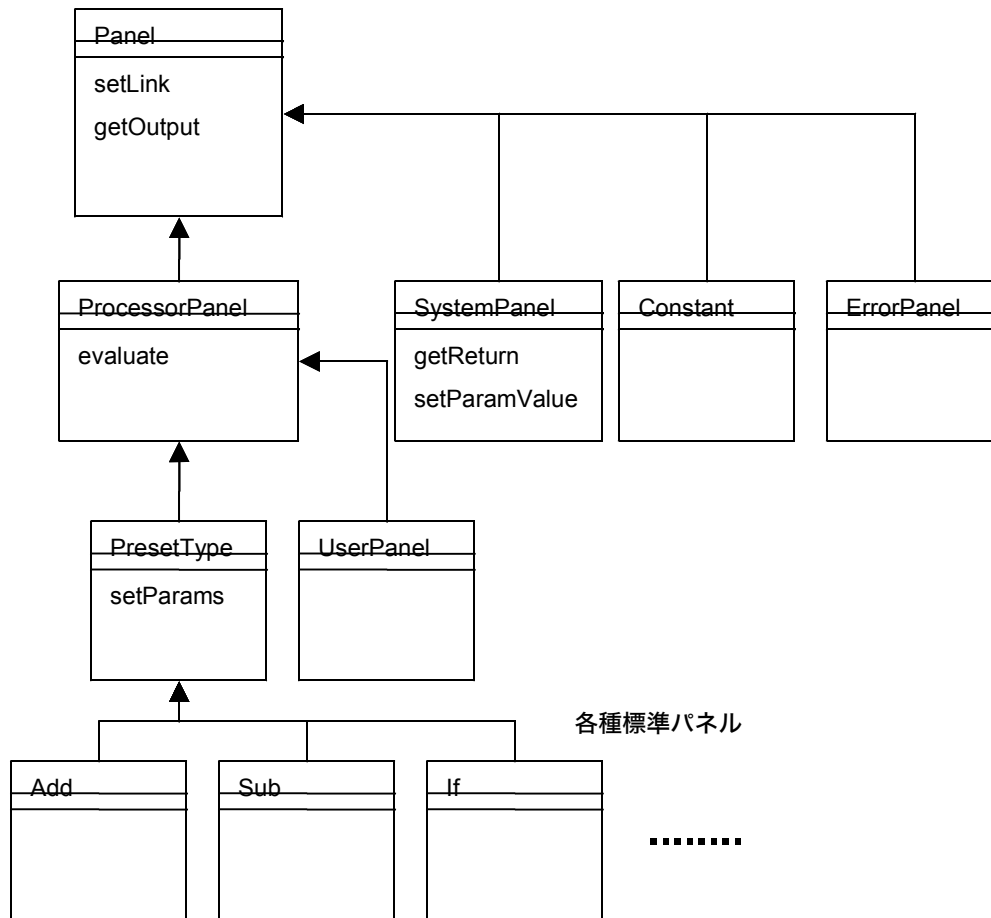 Panel
setLink
getOutput
ProcessorPanel
evaluate
SystemPanel
getReturn
setParamValue
Constant
ErrorPanel
PresetType
setParams
UserPanel
各種標準パネル
Add
Sub
If